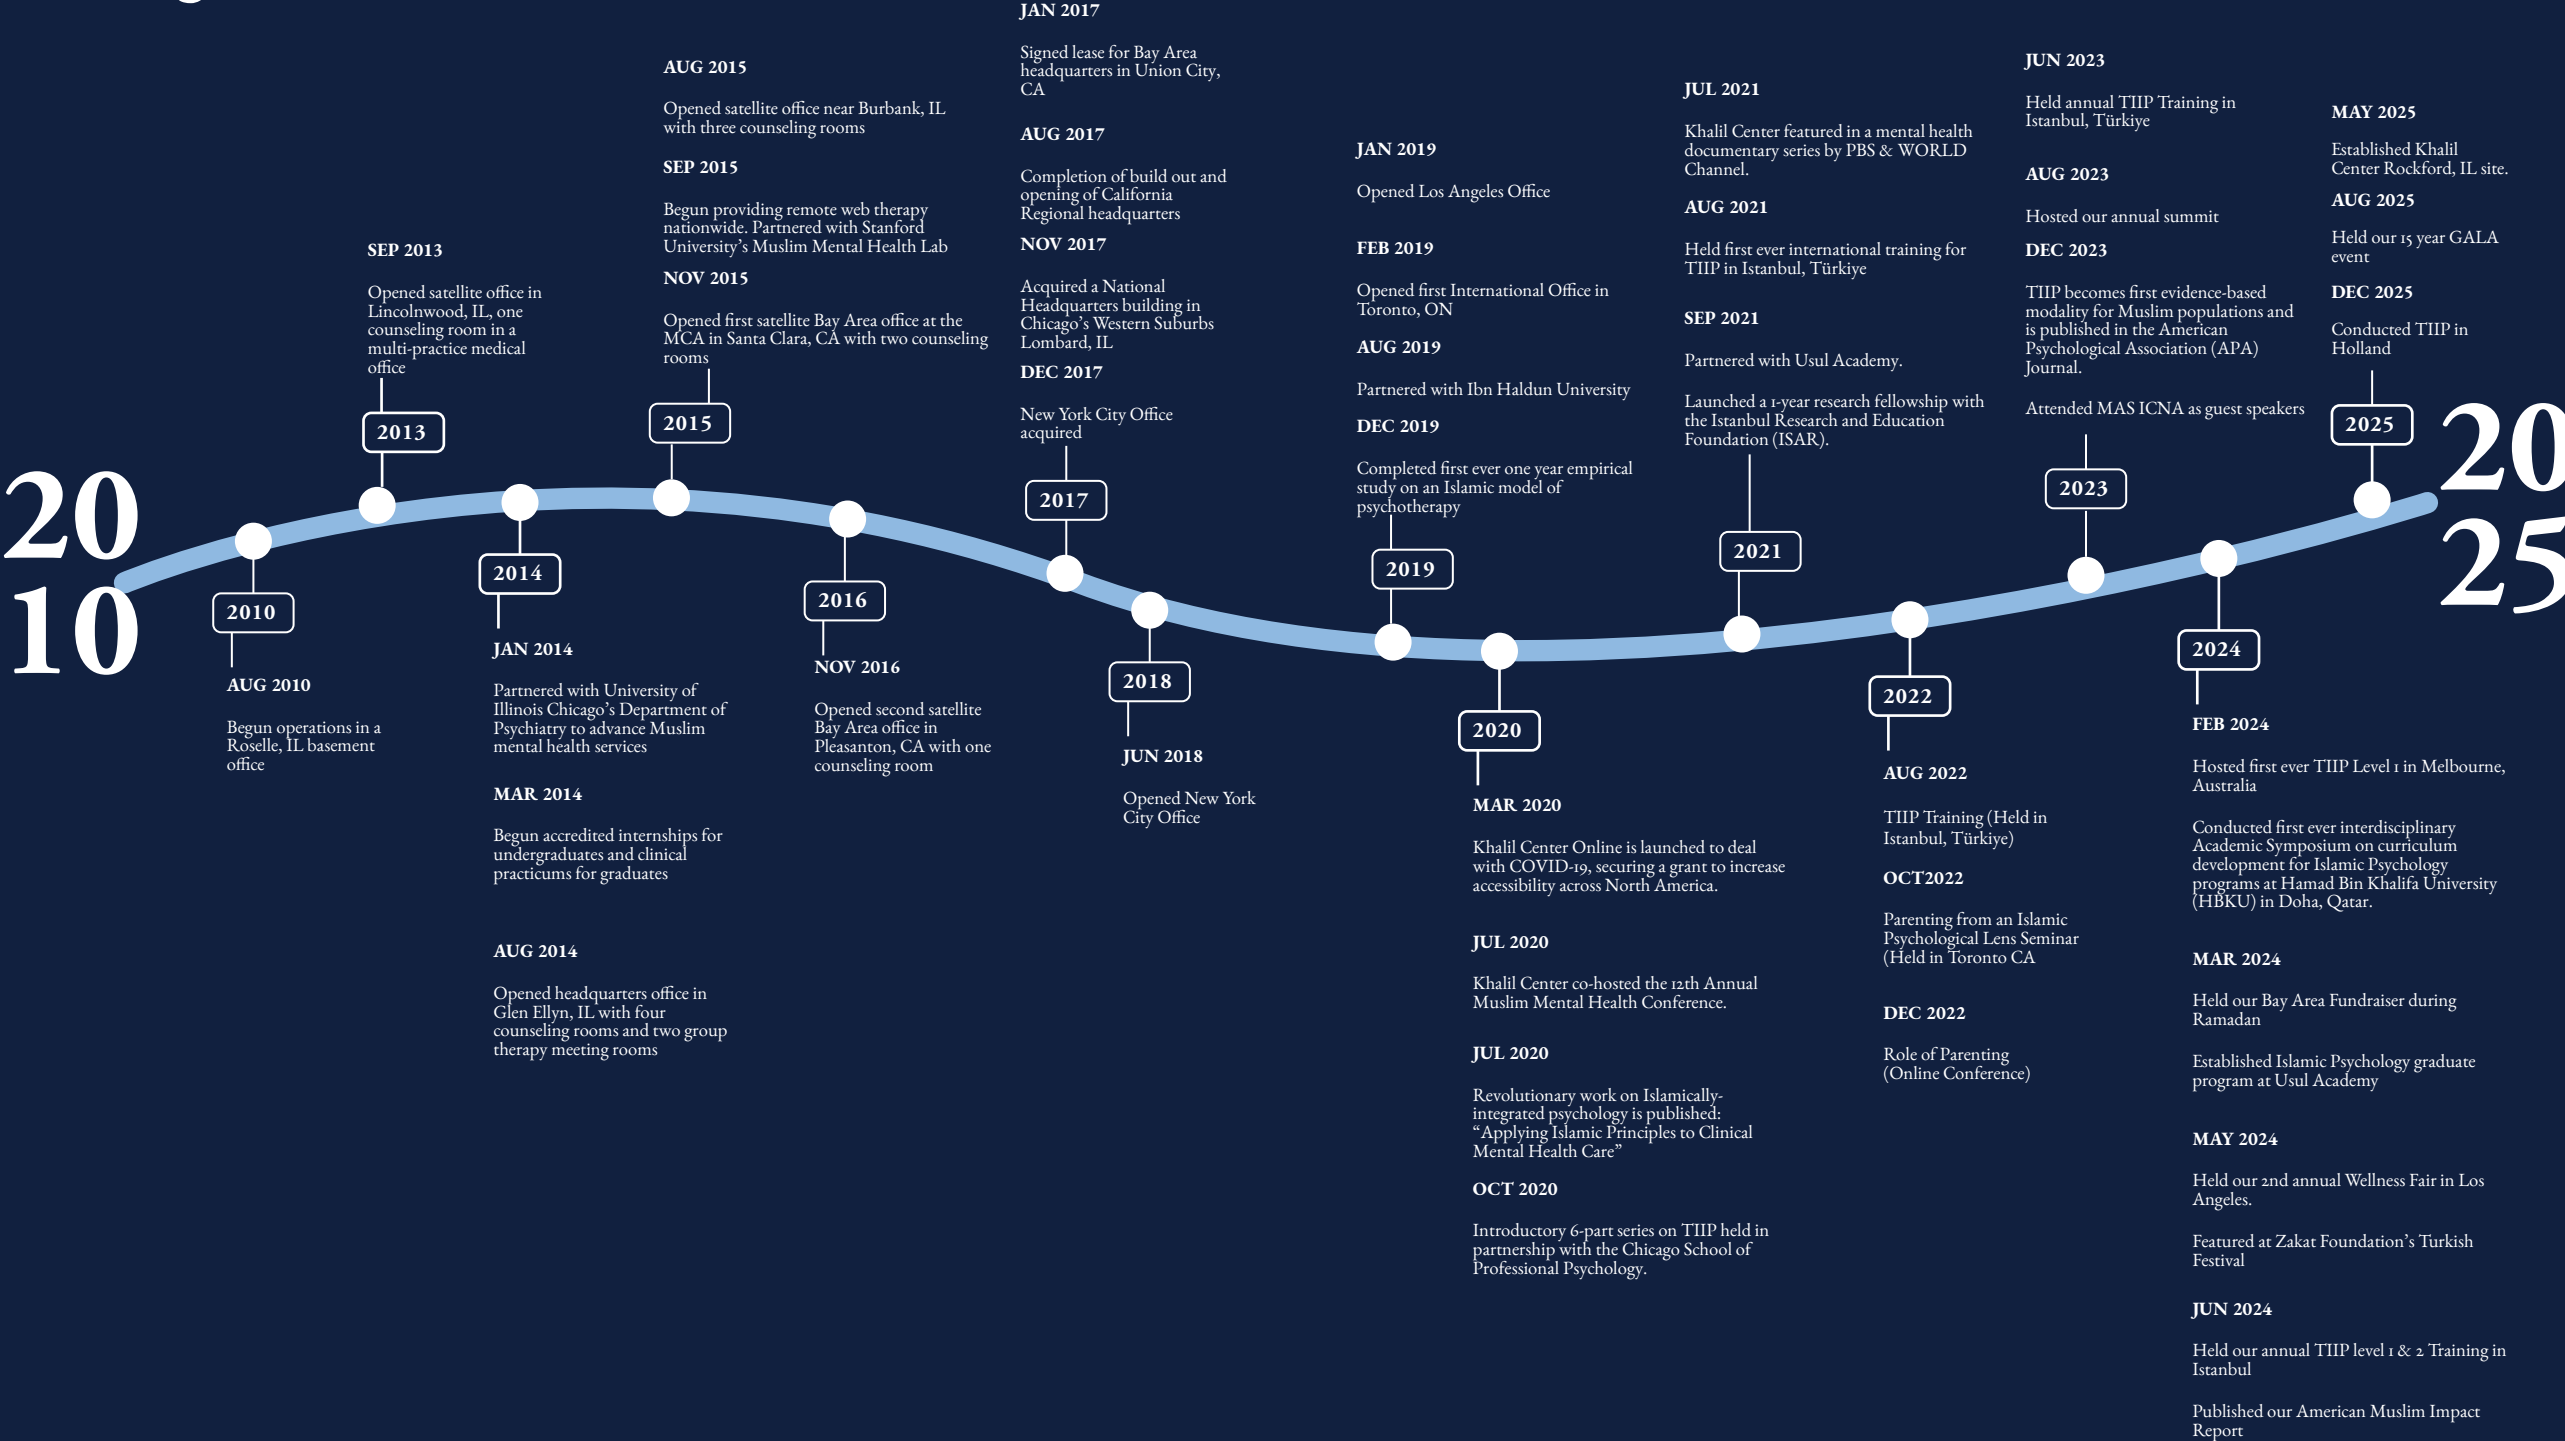 20
10
2010
AUG 2010
Begun operations in a
Roselle, IL basement
office
SEP 2013
Opened satellite office in
Lincolnwood, IL, one
counseling room in a
multi-practice medical
office
2013
2014
JAN 2014
Partnered with University of
Illinois Chicago's Department of
Psychiatry to advance Muslim
mental health services
MAR 2014
Begun accredited internships for
undergraduates and clinical
practicums for graduates
AUG 2014
Opened headquarters office in
Glen Ellyn, IL with four
counseling rooms and two group
therapy meeting rooms
AUG 2015
Opened satellite office near Burbank, IL
with three counseling rooms
SEP 2015
Begun providing remote web therapy
nationwide. Partnered with Stanford
University's Muslim Mental Health Lab
NOV 2015
Opened first satellite Bay Area office at the
MCA in Santa Clara, CA with two counseling
rooms
2015
2016
NOV 2016
Opened second satellite
Bay Area office in
Pleasanton, CA with one
counseling room
JAN 2017
Signed lease for Bay Area
headquarters in Union City,
CA
AUG 2017
Completion of build out and
opening of California
Regional headquarters
NOV 2017
Acquired a National
Headquarters building in
Chicago's Western Suburbs
Lombard, IL
DEC 2017
New York City Office
acquired
2017
2018
JUN 2018
Opened New York
City Office
JAN 2019
Opened Los Angeles Office
FEB 2019
Opened first International Office in
Toronto, ON
AUG 2019
Partnered with Ibn Haldun University
DEC 2019
Completed first ever one year empirical
study on an Islamic model of
psychotherapy
2019
2020
MAR 2020
Khalil Center Online is launched to deal
with COVID-19, securing a grant to increase
accessibility across North America.
JUL 2020
Khalil Center co-hosted the 12th Annual
Muslim Mental Health Conference.
JUL 2020
Revolutionary work on Islamically-
integrated psychology is published:
“Applying Islamic Principles to Clinical
Mental Health Care”
OCT 2020
Introductory 6-part series on TIIP held in
partnership with the Chicago School of
Professional Psychology.
JUL 2021
Khalil Center featured in a mental health
documentary series by PBS & WORLD
Channel.
AUG 2021
Held first ever international training for
TIIP in Istanbul, Türkiye
SEP 2021
Partnered with Usul Academy.
Launched a 1-year research fellowship with
the Istanbul Research and Education
Foundation (ISAR).
2021
2022
AUG 2022
TIIP Training (Held in
Istanbul, Türkiye)
OCT2022
Parenting from an Islamic
Psychological Lens Seminar
(Held in Toronto CA
DEC 2022
Role of Parenting
(Online Conference)
JUN 2023
Held annual TIIP Training in
Istanbul, Türkiye
AUG 2023
Hosted our annual summit
DEC 2023
TIIP becomes first evidence-based
modality for Muslim populations and
is published in the American
Psychological Association (APA)
Journal.
Attended MAS ICNA as guest speakers
2023
2024
FEB 2024
Hosted first ever TIIP Level 1 in Melbourne,
Australia
Conducted first ever interdisciplinary
Academic Symposium on curriculum
development for Islamic Psychology
programs at Hamad Bin Khalifa University
(HBKU) in Doha, Qatar.
MAR 2024
Held our Bay Area Fundraiser during
Ramadan
Established Islamic Psychology graduate
program at Usul Academy
MAY 2024
Held our 2nd annual Wellness Fair in Los
Angeles.
Featured at Zakat Foundation's Turkish
Festival
JUN 2024
Held our annual TIIP level 1 & 2 Training in
Istanbul
Published our American Muslim Impact
Report
MAY 2025
Established Khalil
Center Rockford, IL site.
AUG 2025
Held our 15 year GALA
event
DEC 2025
Conducted TIIP in
Holland
2025
20
25